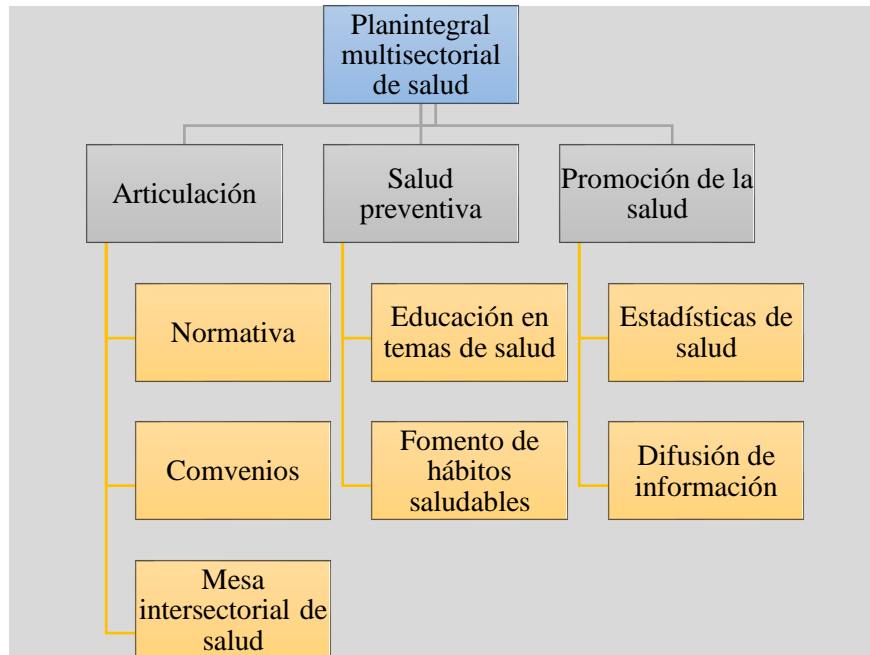 Planintegral
multisectorial
de salud
Articulación
Salud
preventiva
Promoción de la
salud
Normativa
Comvenios
Mesa
intersectorial de
salud
Educación en
temas de salud
Fomento de
hábitos
saludables
Estadísticas de
salud
Difusión de
información